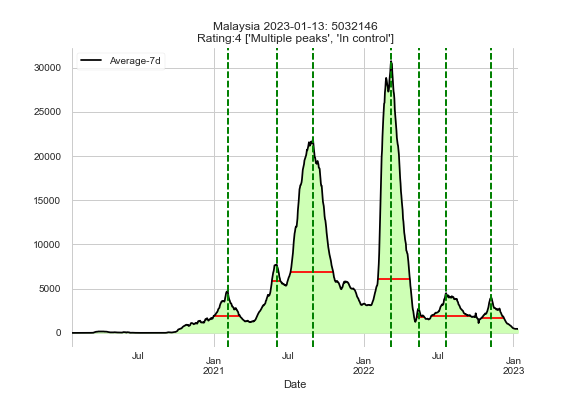 Malaysia 2023-01-13: 5032146
Rating:4 ['Multiple peaks', 'In control']
Average-7d
30000
25000
20000
15000
10000
5000
0
Jul
Jan
2021
Jul
Jan
2022
Jul
Jan
2023
Date